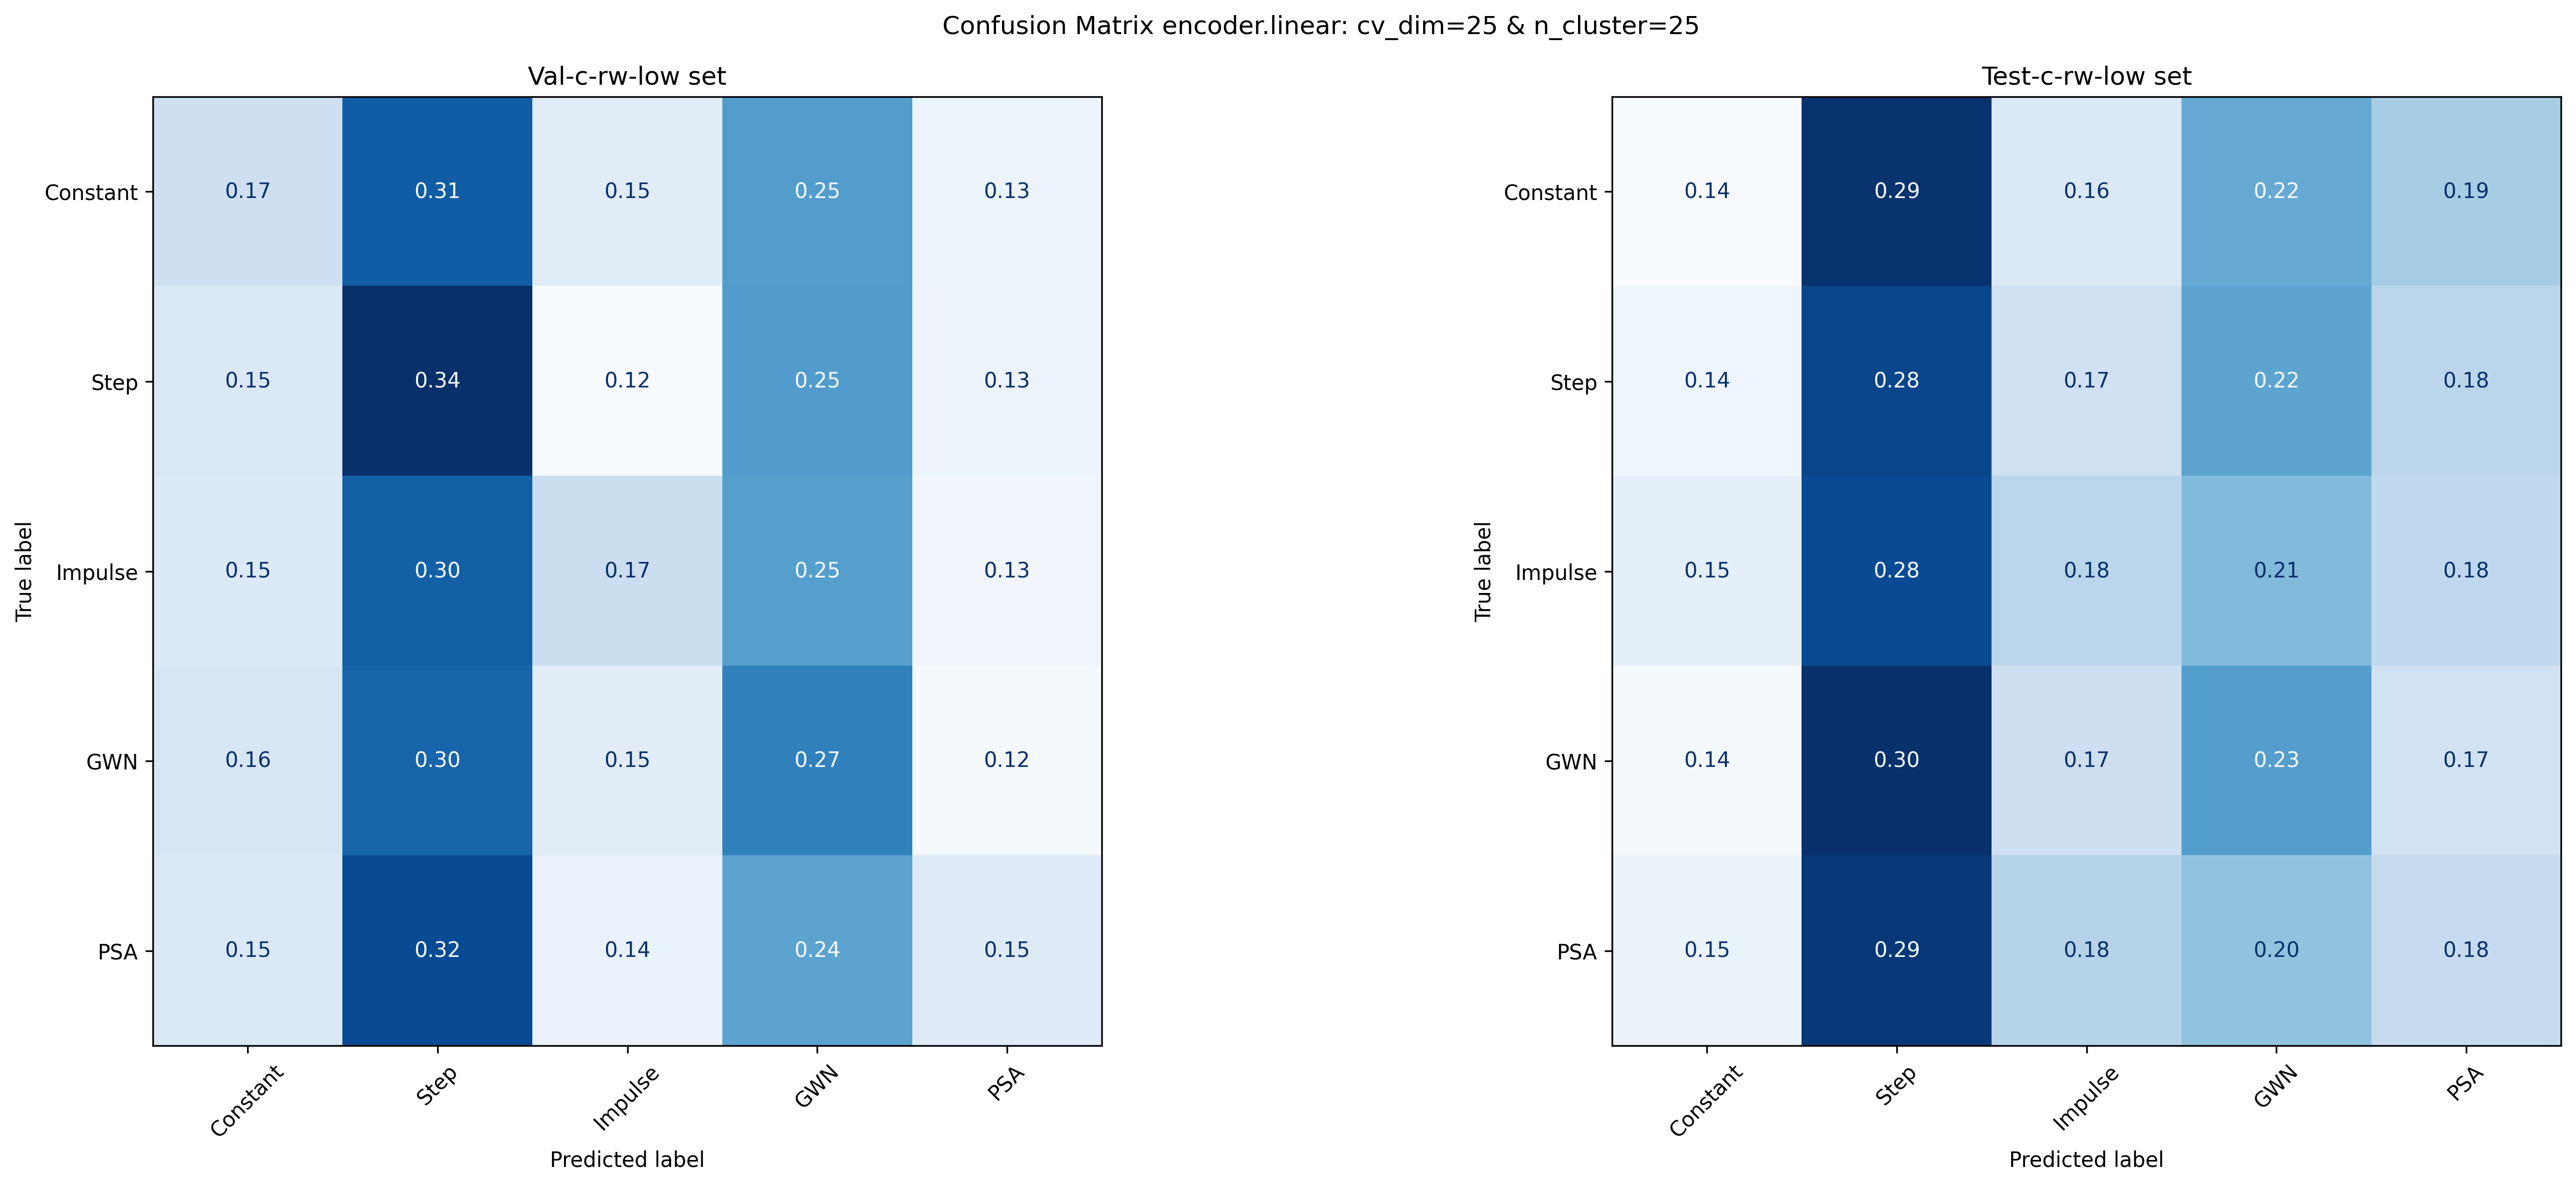 Confusion Matrix encoder.linear: cv_dim=25 & n_cluster=25
Val-c-rw-low set
True label
Constant 0.17 0.31 0.15 0.25 0.13
Step 0.15 0.34 0.12 0.25 0.13
Impulse 0.15 0.30 0.17 0.25 0.13
GWN 0.16 0.30 0.15 0.27 0.12
PSA 0.15 0.32 0.14 0.24 0.15
Constant Step Impulse GWN PSA
Predicted label
Test-c-rw-low set
True label
Constant 0.14 0.29 0.16 0.22 0.19
Step 0.14 0.28 0.17 0.22 0.18
Impulse 0.15 0.28 0.18 0.21 0.18
GWN 0.14 0.30 0.17 0.23 0.17
PSA 0.15 0.29 0.18 0.20 0.18
Constant Step Impulse GWN PSA
Predicted label